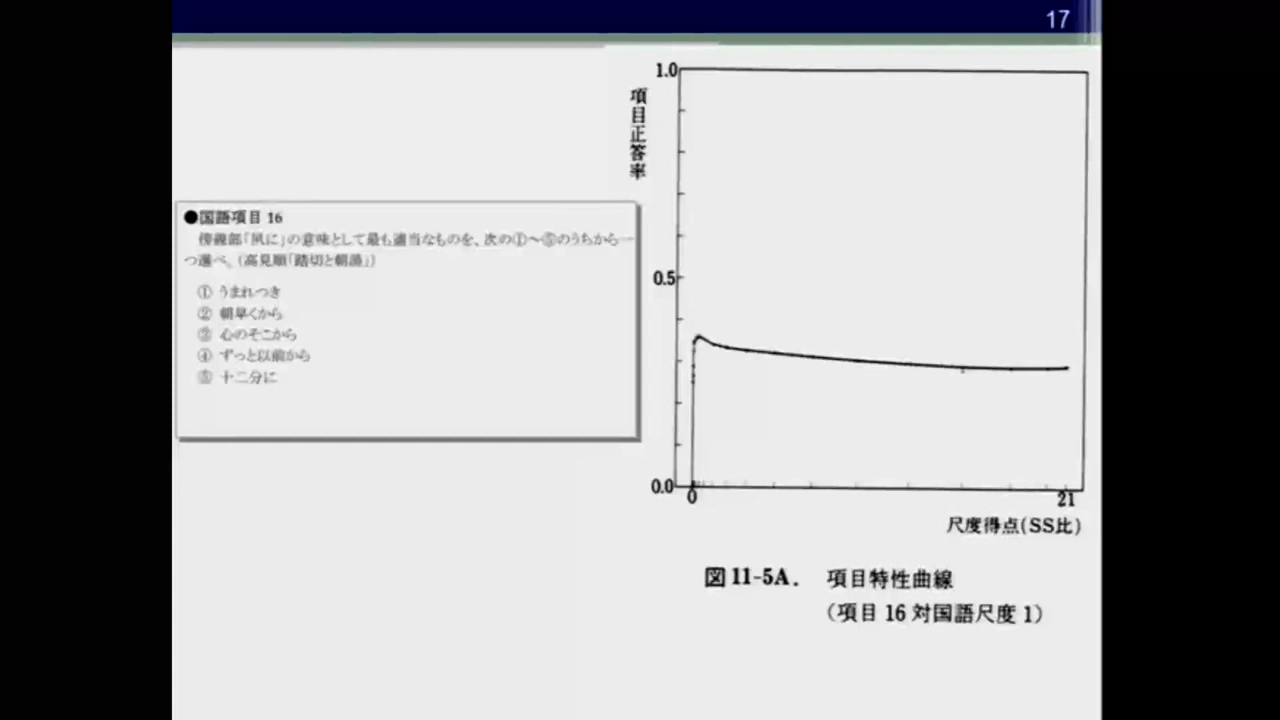 17
●国語項目 16
傍線部「夙に」の意味として最も適当なものを、次の①～⑤のうちから一
つ選べ。(高見順「踏切と朝湯」)
① うまれつき
② 朝早くから
③ 心のそこから
④ ずっと以前から
⑤ 十二分に
1.0
項目正答率
0.5
0.0
0
21
尺度得点(SS比)
図 11-5A. 項目特性曲線
(項目 16 対国語尺度 1)